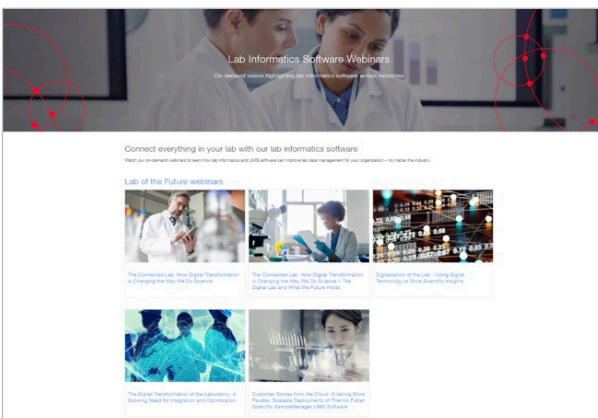 Lab Informatics Software Webinars
On-demand videos highlighting lab informatics software across industries
Connect everything in your lab with our lab informatics software
Watch our on-demand webinars to learn how lab informatics and LIMS software can improve lab data management for your organization – no matter the industry.
Lab of the Future webinars
The Connected Lab: How Digital Transformation
is Changing the Way We Do Science
The Connected Lab: How Digital Transformation
is Changing the Way We Do Science – The
Digital Lab and What the Future Holds
Digitalization of the Lab - Using Digital
Technology to Drive Scientific Insights
The Digital Transformation of the Laboratory: A
Growing Need for Integration and Optimization
Customer Stories from the Cloud: Enabling More
Flexible, Scalable Deployments of Thermo Fisher
Scientific SampleManager LIMS Software